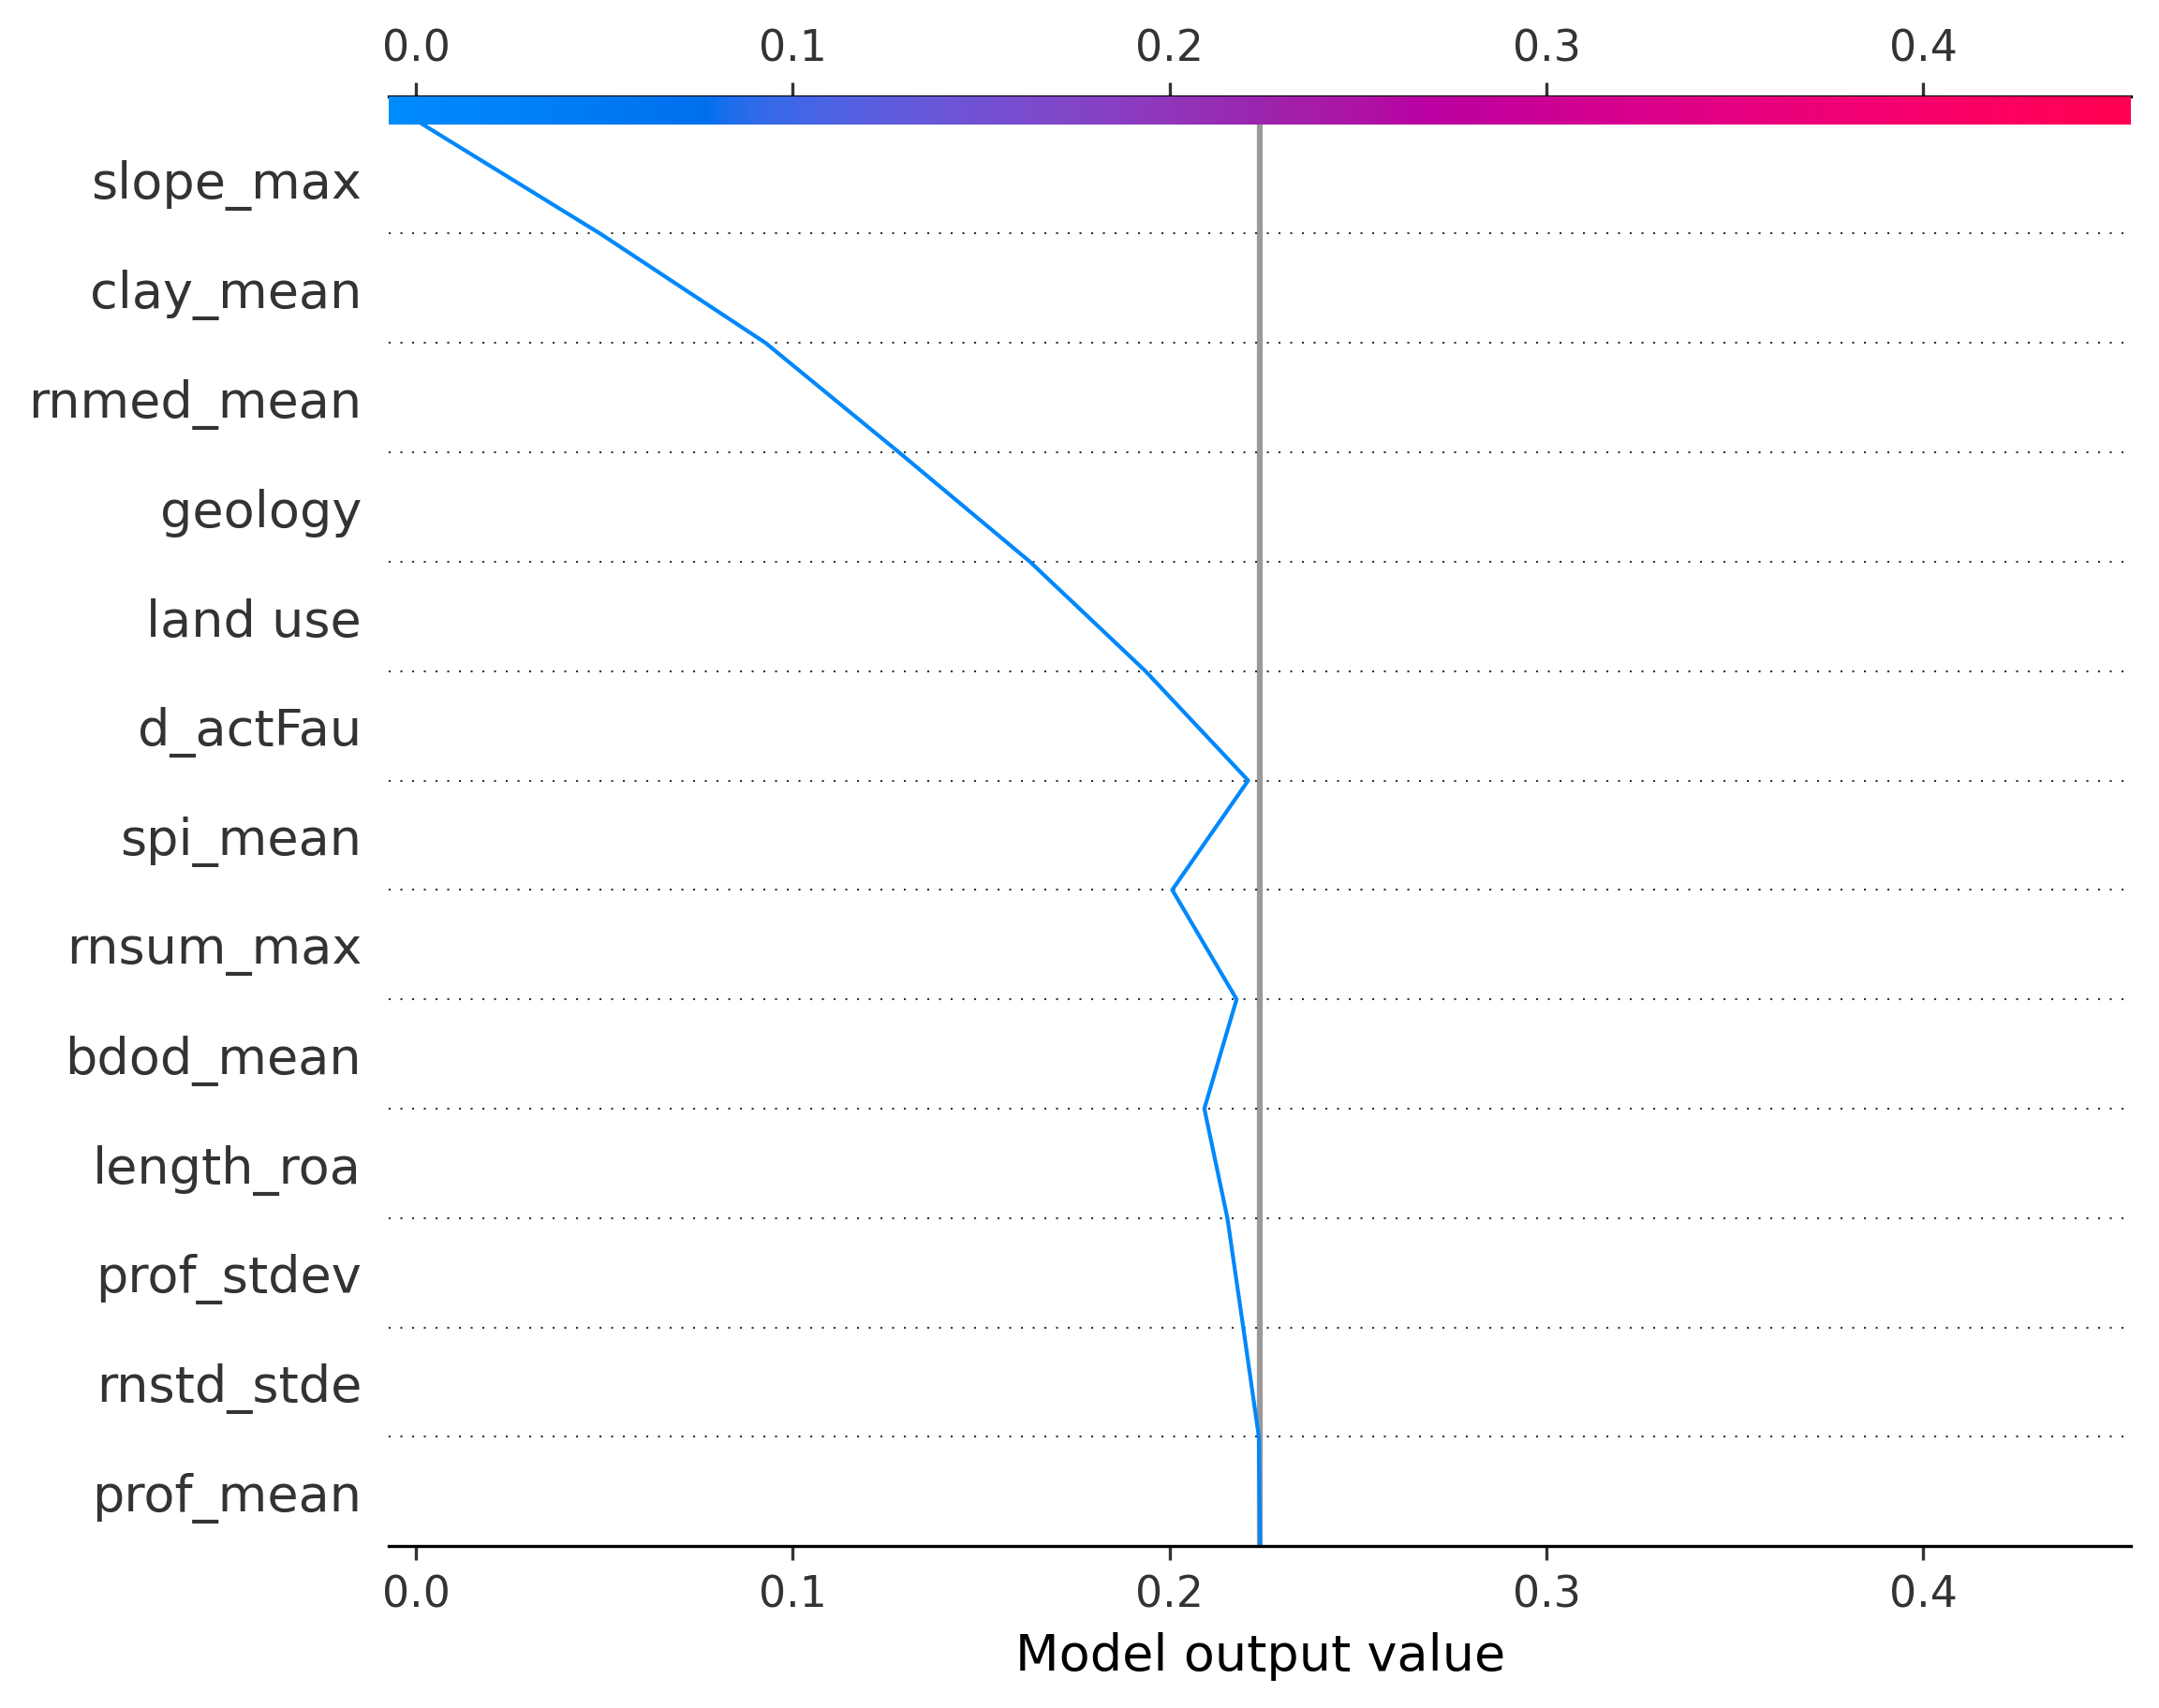 0.0 0.1 0.2 0.3 0.4
slope_max
clay_mean
rnmed_mean
geology
land use
d_actFau
spi_mean
rnsum_max
bdod_mean
length_roa
prof_stdev
rnstd_stde
prof_mean
0.0 0.1 0.2 0.3 0.4
Model output value